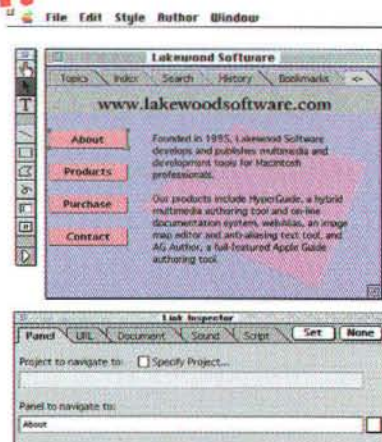 File Edit Style Author Window
Lakewood Software
Topics Index Search History Bookmarks <->
www.lakewoodsoftware.com
About
Products
Purchase
Contact
Founded in 1995, Lakewood Software
develops and publishes multimedia and
development tools for Macintosh
professionals.
Our products include HyperGuide, a hybrid
multimedia authoring tool and on-line
documentation system, webAlias, an image
map editor and anti-aliasing text tool, and
AG Author, a full-featured Apple Guide
authoring tool.
T
Link Inspector
Panel URL Document Sound Script Set None
Project to navigate to: Specify Project...
Panel to navigate to:
About